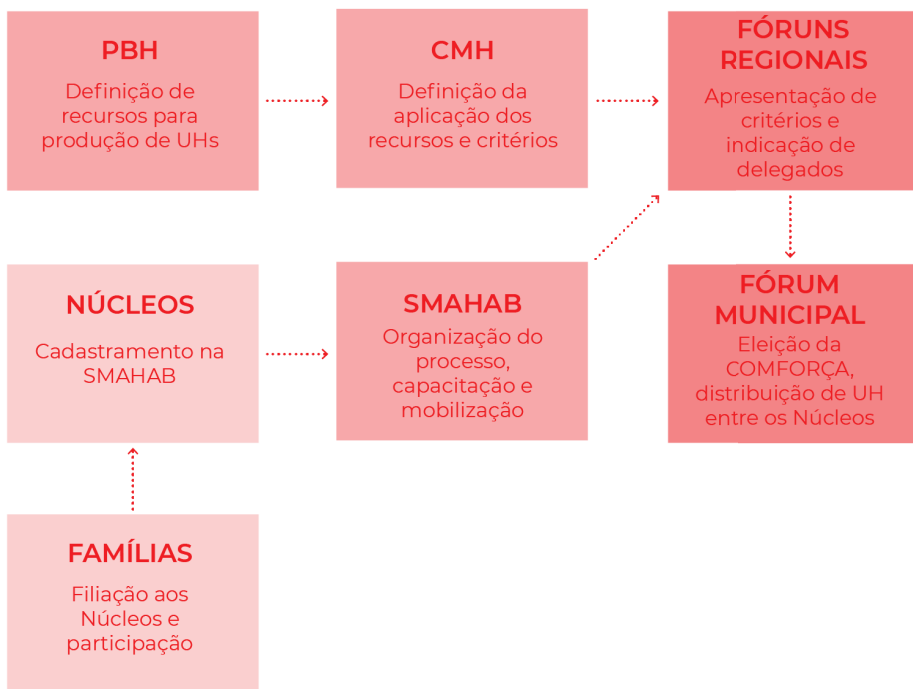 PBH
Definição de
recursos para
produção de UHs
CMH
Definição da
aplicação dos
recursos e critérios
FÓRUNS
REGIONAIS
Apresentação de
critérios e
indicação de
delegados
NÚCLEOS
Cadastramento na
SMAHAB
SMAHAB
Organização do
processo,
capacitação e
mobilização
FÓRUM
MUNICIPAL
Eleição da
COMFORÇA,
distribuição de UH
entre os Núcleos
FAMÍLIAS
Filiação aos
Núcleos e
participação